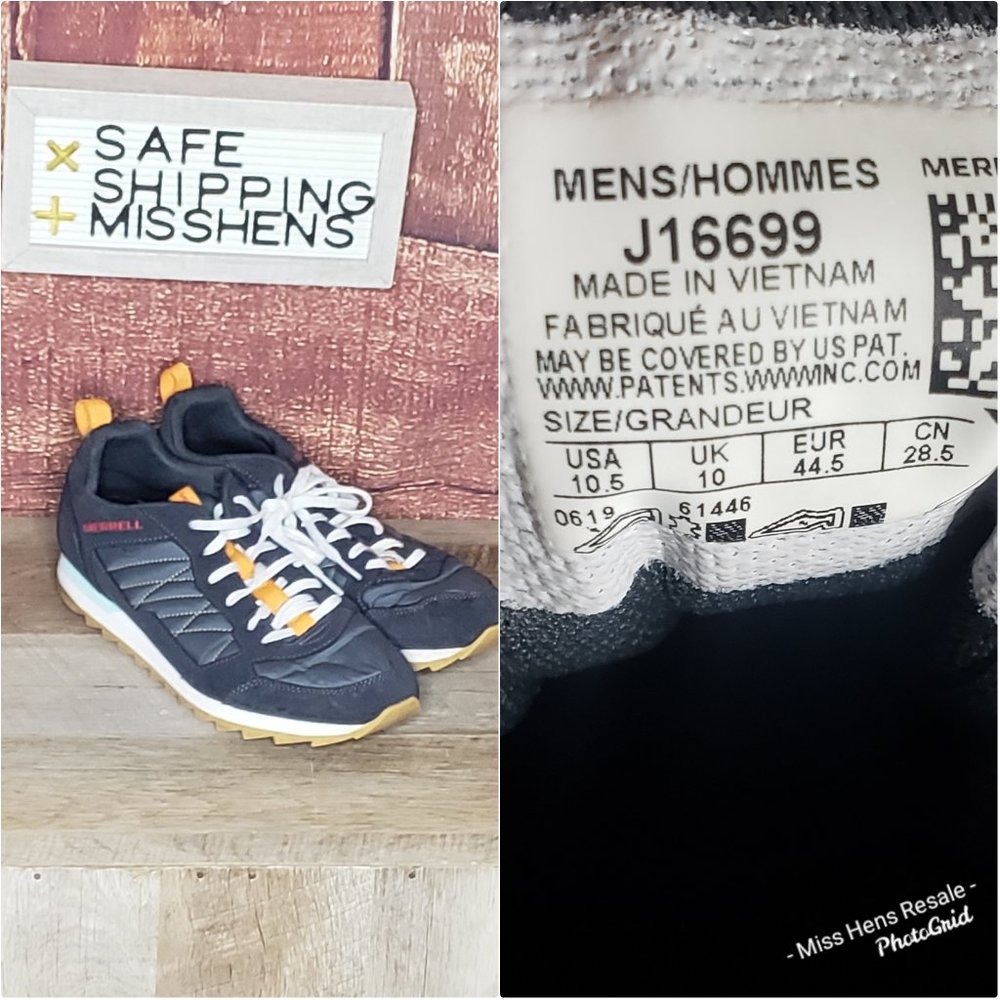 × SAFE
SHIPPING
+ MISSHENS
MERRELL
MENS/HOMMES
J16699
MADE IN VIETNAM
FABRIQUÉ AU VIETNAM
MAY BE COVERED BY US PAT.
WWW.PATENTS.WWWINC.COM
SIZE/GRANDEUR
USA UK EUR CN
10.5 10 44.5 28.5
0619 61446
MERR
- Miss Hens Resale -
PhotoGrid